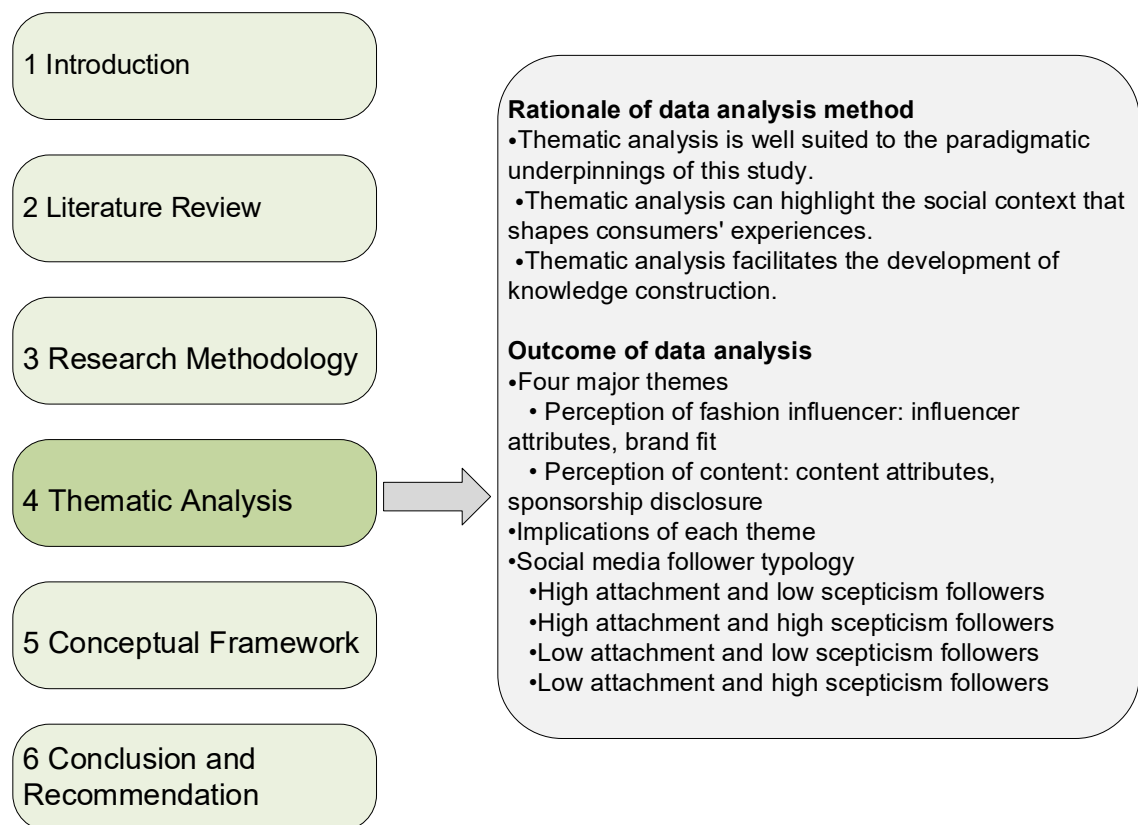 1 Introduction
2 Literature Review
3 Research Methodology
4 Thematic Analysis
5 Conceptual Framework
6 Conclusion and
Recommendation
Rationale of data analysis method
•Thematic analysis is well suited to the paradigmatic
underpinnings of this study.
•Thematic analysis can highlight the social context that
shapes consumers' experiences.
•Thematic analysis facilitates the development of
knowledge construction.
Outcome of data analysis
•Four major themes
• Perception of fashion influencer: influencer
attributes, brand fit
• Perception of content: content attributes,
sponsorship disclosure
•Implications of each theme
•Social media follower typology
•High attachment and low scepticism followers
•High attachment and high scepticism followers
•Low attachment and low scepticism followers
•Low attachment and high scepticism followers